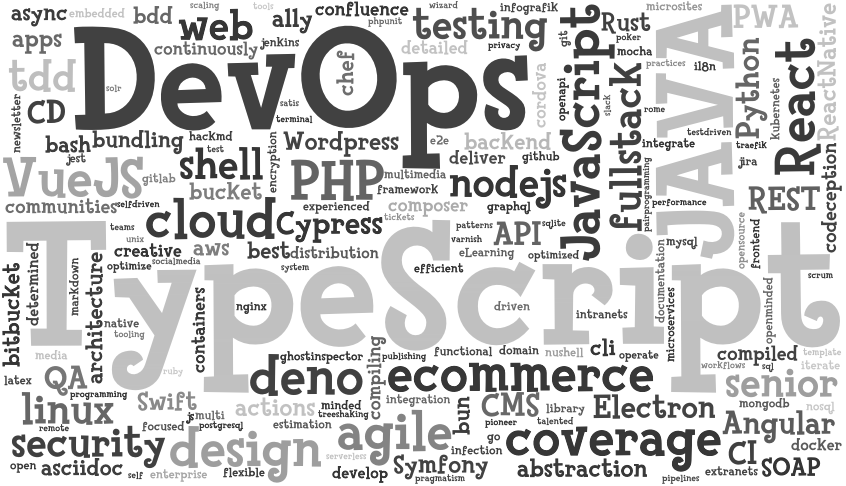 async
embedded
bdd
scaling
tools
confluence
wizard
infografik
microsites
PWA
web
ally
phpunit
testing
git
Rust
poker
apps
continuously
jenkins
detailed
privacy
mocha
DevOps
chef
tdd
solr
cordova
openapi
JavaScript
slack
fullstack
practices
i18n
JAVA
Python
Kubernetes
React
ReactNative
newsletter
CD
satis
terminal
rome
testdriven
bash
bundling
hackmd
test
encryption
Wordpress
e2e
backend
integrate
traefik
jest
shell
deliver
github
jira
VueJS
gitlab
bucket
PHP
multimedia
framework
nodejs
pairprogramming
REST
codeception
communities
selfdriven
experienced
composer
tickets
graphql
performance
cloud
Cypress
patterns
API
sqlite
teams
unix
varnish
mysql
opensource
frontend
creative
aws
best
distribution
eLearning
optimized
documentation
optimize
socialmedia
system
efficient
scrum
TypeScript
bitbucket
determined
markdown
architecture
containers
nginx
driven
intranets
microservices
openminded
native
tooling
media
ghostinspector
compiling
publishing
functional
domain
nushell
cli
operate
compiled
template
latex
QA
ruby
deno
ecommerce
workflows
sql
iterate
programming
senior
linux
Swift
js
multi
actions
minded
treeshaking
integration
bun
CMS
library
Electron
mongodb
nosql
remote
focused
postgresql
estimation
pioneer
talented
Angular
security
design
agile
go
coverage
docker
infection
CI
open
asciidoc
self
enterprise
flexible
serverless
develop
Symfony
pragmatism
abstraction
pipelines
extranets
SOAP